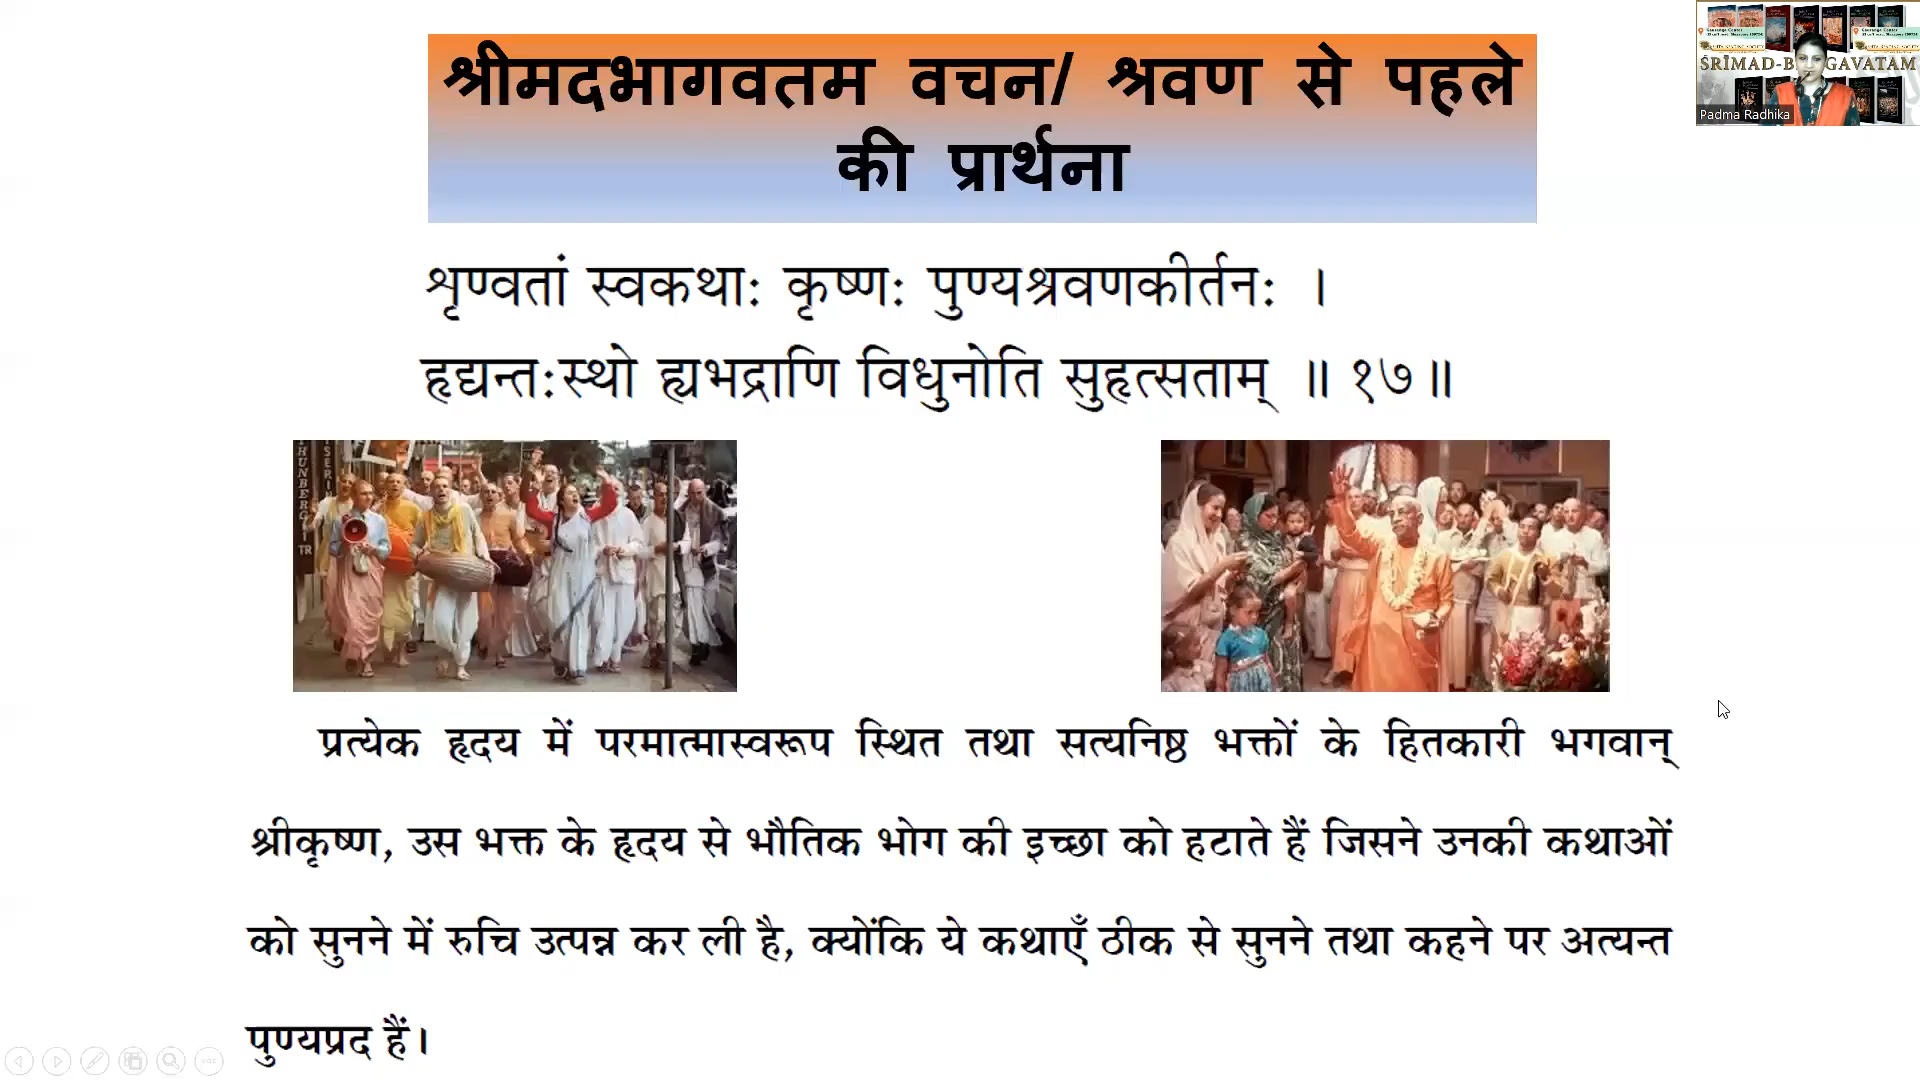 श्रीमदभागवतम वचन/ श्रवण से पहले
की प्रार्थना
SRIMAD-B GAVATAM
Padma Radhika
शृण्वतां स्वकथाः कृष्णः पुण्यश्रवणकीर्तनः ।
हृद्यन्तःस्थो ह्यभद्राणि विधुनोति सुहृत्सताम् ॥ १७॥
प्रत्येक हृदय में परमात्मास्वरूप स्थित तथा सत्यनिष्ठ भक्तों के हितकारी भगवान्
श्रीकृष्ण, उस भक्त के हृदय से भौतिक भोग की इच्छा को हटाते हैं जिसने उनकी कथाओं
को सुनने में रुचि उत्पन्न कर ली है, क्योंकि ये कथाएँ ठीक से सुनने तथा कहने पर अत्यन्त
पुण्यप्रद हैं।